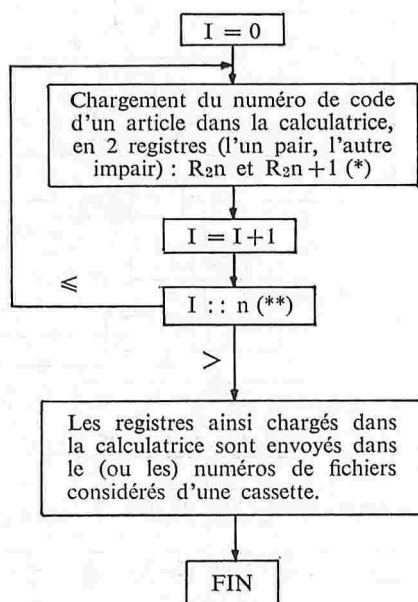 I = 0
Chargement du numéro de code
d'un article dans la calculatrice,
en 2 registres (l'un pair, l'autre
impair) : R2n et R2n+1 (*)
I = I+1
⩽
I :: n (**)
>
Les registres ainsi chargés dans
la calculatrice sont envoyés dans
le (ou les) numéros de fichiers
considérés d'une cassette.
FIN